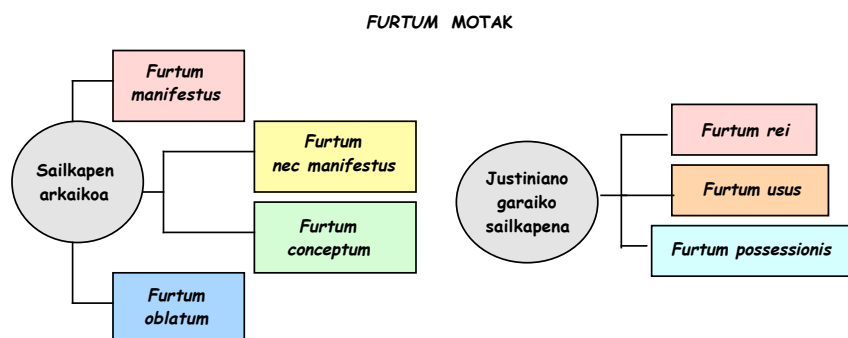 FURTUM MOTAK
Furtum
manifestus
Sailkapen
arkaikoa
Furtum
nec manifestus
Furtum
conceptum
Furtum
oblatum
Justiniano
garaiko
sailkapena
Furtum rei
Furtum usus
Furtum possessionis